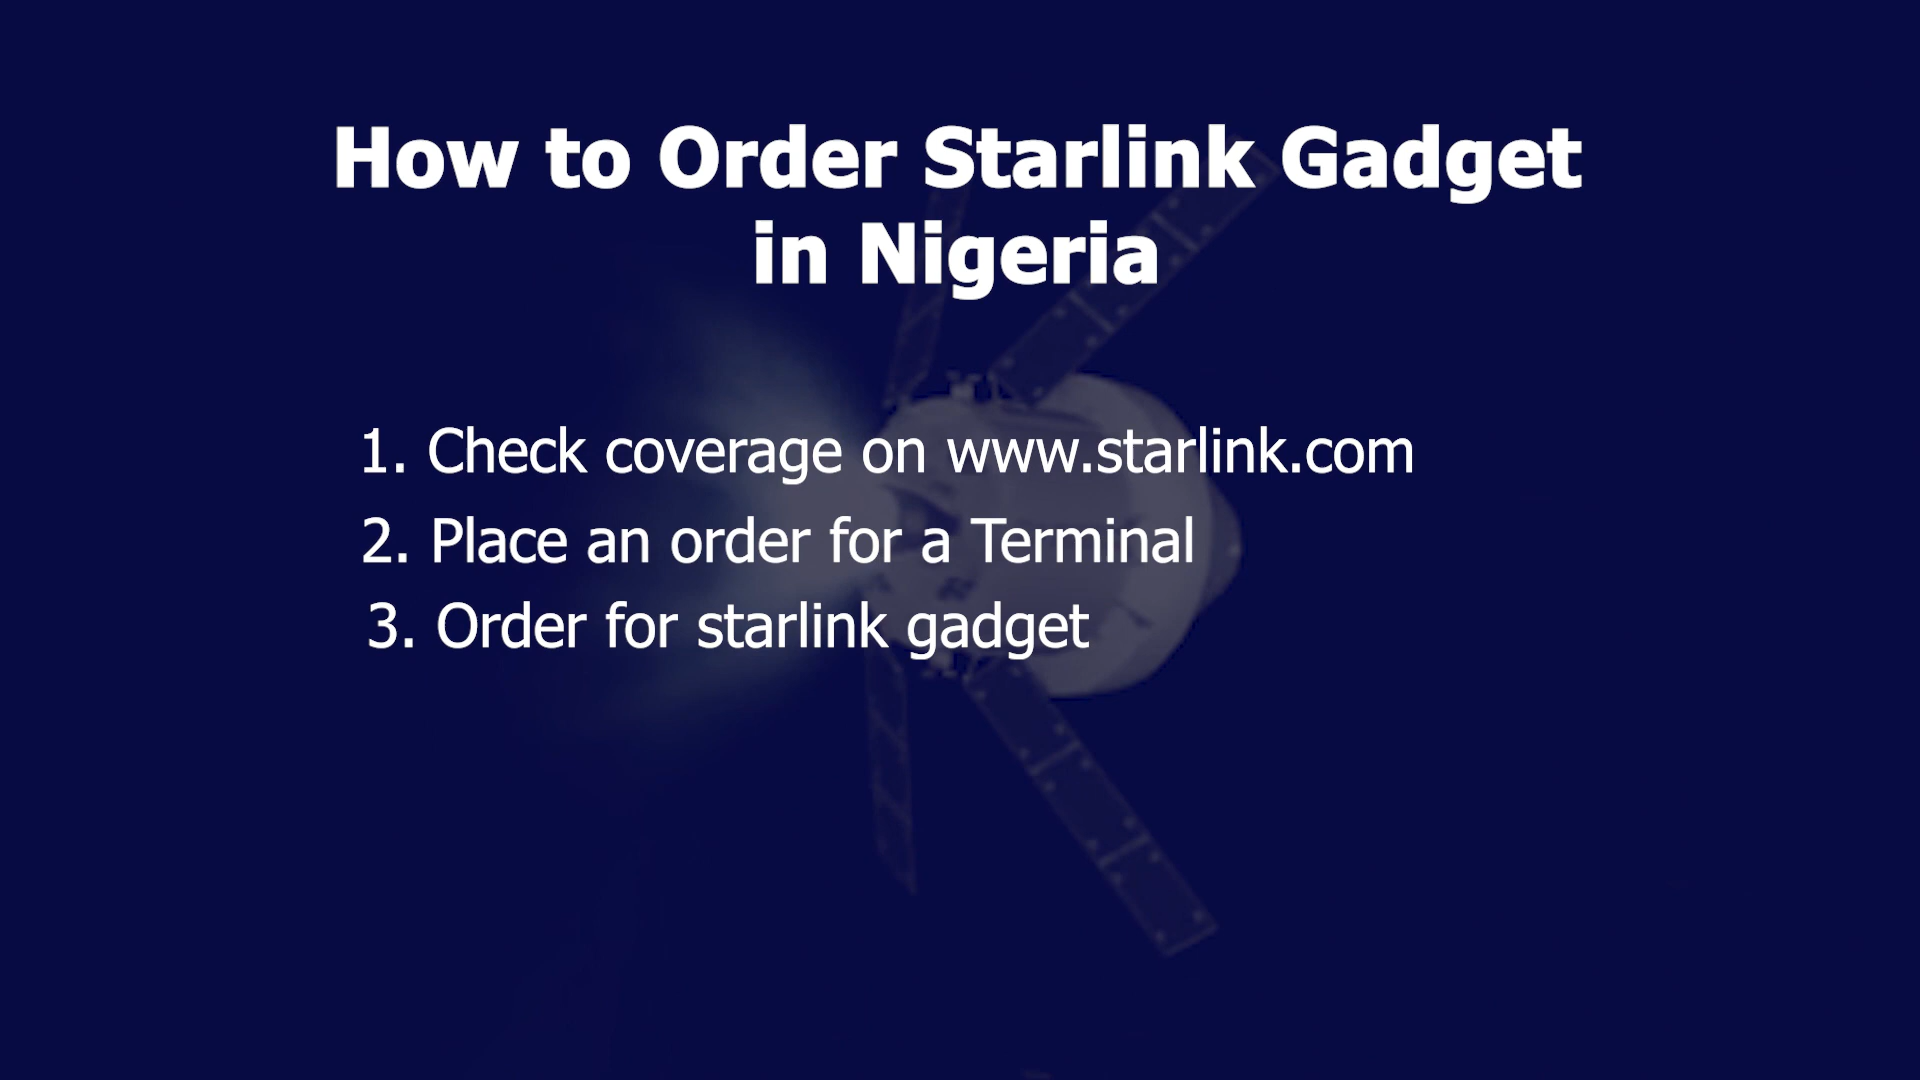 How to Order Starlink Gadget
in Nigeria
1. Check coverage on www.starlink.com
2. Place an order for a Terminal
3. Order for starlink gadget